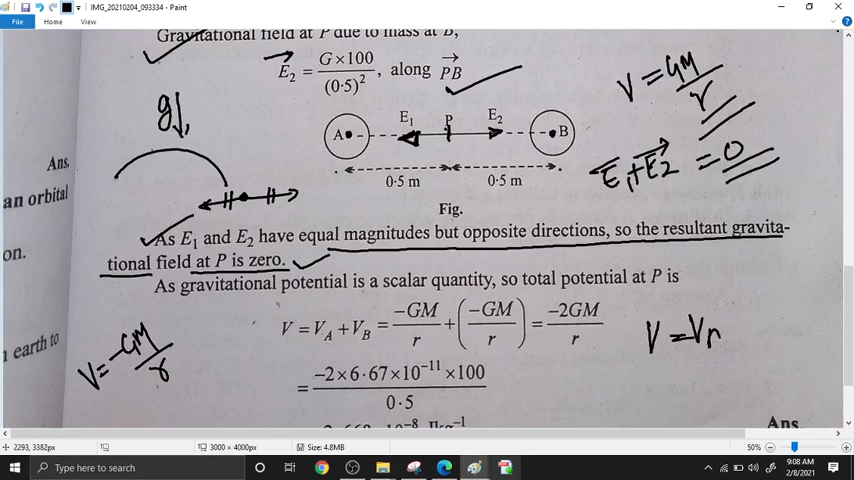 IMG_20210204_093334 - Paint
File
Home
View
Gravitational field at P due to mass at B,
E₂ = G×100 / (0·5)², along PB
V = GM / r
g
E₁ P E₂
A B
0·5 m 0·5 m
Fig.
E₁ + E₂ = 0
Ans.
an orbital
on.
As E₁ and E₂ have equal magnitudes but opposite directions, so the resultant gravita-
tional field at P is zero.
As gravitational potential is a scalar quantity, so total potential at P is
V = V_A + V_B = −GM / r + (−GM / r) = −2GM / r
earth to
V = −GM / r
= −2×6·67×10⁻¹¹×100 / 0·5
Ans.
2293, 3382px
3000 × 4000px
Size: 4.8MB
50%
Type here to search
9:08 AM
2/8/2021